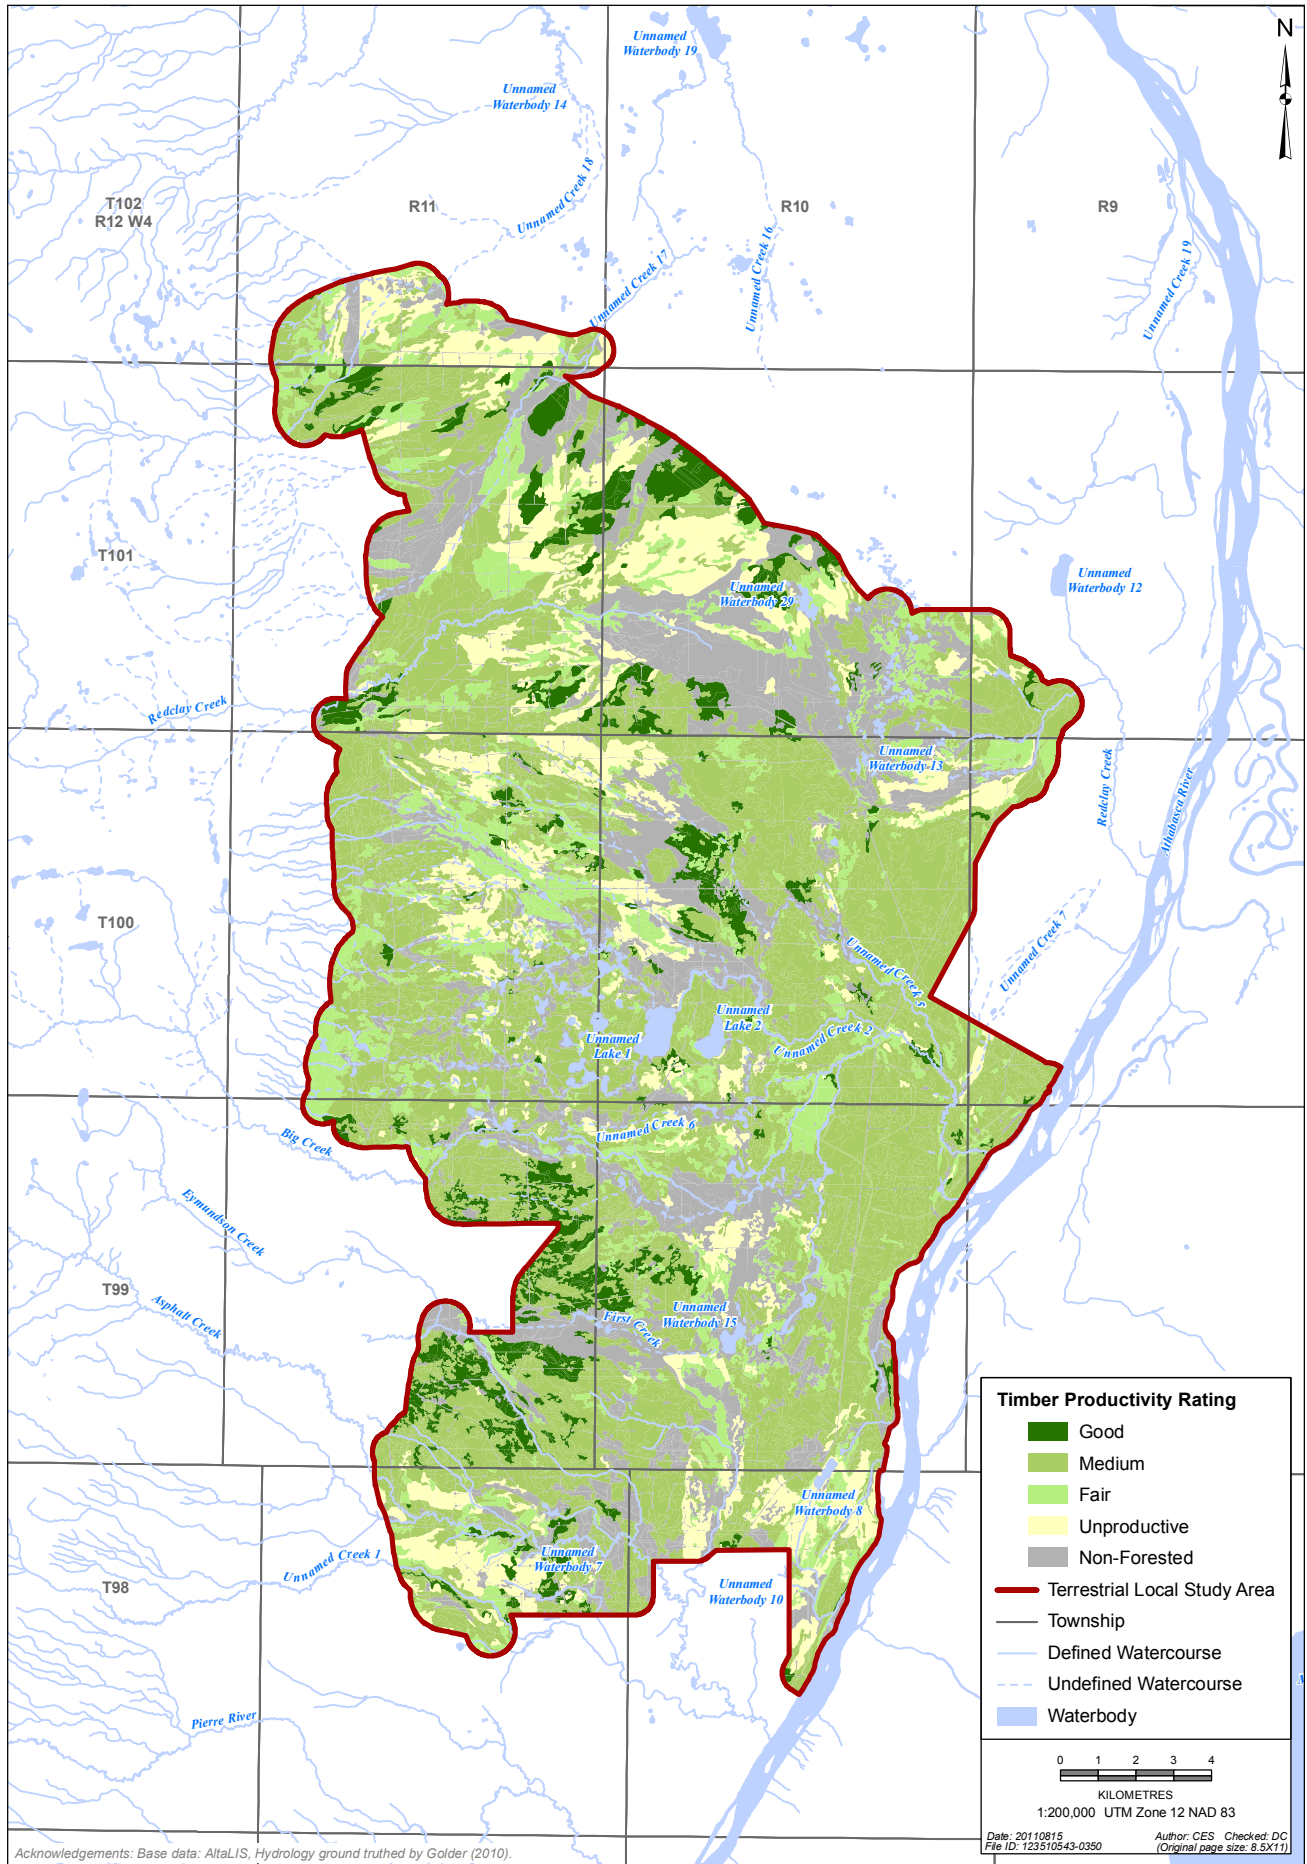 Unnamed
Waterbody 19
N
Unnamed
Waterbody 14
Unnamed Creek 18
T102
R12 W4
R11
R10
R9
Unnamed Creek 16
Unnamed Creek 19
Unnamed Creek 17
T101
Unnamed
Waterbody 12
Unnamed
Waterbody 29
Redclay Creek
Unnamed
Waterbody 13
Redclay Creek
Athabasca River
T100
Unnamed Creek 7
Unnamed Creek 5
Unnamed
Lake 2
Unnamed
Lake 1
Unnamed Creek 2
Unnamed Creek 6
Big Creek
Eymundson Creek
T99
Asphalt Creek
Unnamed
Waterbody 15
First Creek
Unnamed
Waterbody 8
Unnamed
Waterbody 7
Unnamed Creek 1
T98
Unnamed
Waterbody 10
Pierre River
Timber Productivity Rating
Good
Medium
Fair
Unproductive
Non-Forested
Terrestrial Local Study Area
Township
Defined Watercourse
Undefined Watercourse
Waterbody
0 1 2 3 4
KILOMETRES
1:200,000 UTM Zone 12 NAD 83
Date: 20110815 Author: CES Checked: DC
File ID: 123510543-0350 (Original page size: 8.5X11)
Acknowledgements: Base data: AltaLIS, Hydrology ground truthed by Golder (2010).